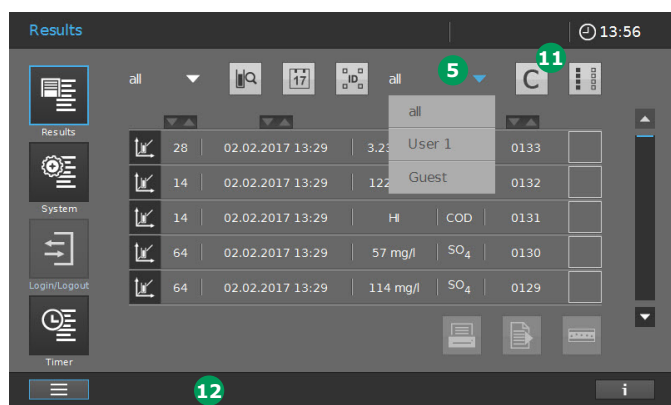 Results 13:56
5 11
all 17 ID all C
all
Results
28 02.02.2017 13:29 3.23 User 1 0133
14 02.02.2017 13:29 122 Guest 0132
System
14 02.02.2017 13:29 HI COD 0131
64 02.02.2017 13:29 57 mg/l SO4 0130
Login/Logout
64 02.02.2017 13:29 114 mg/l SO4 0129
Timer
12 i